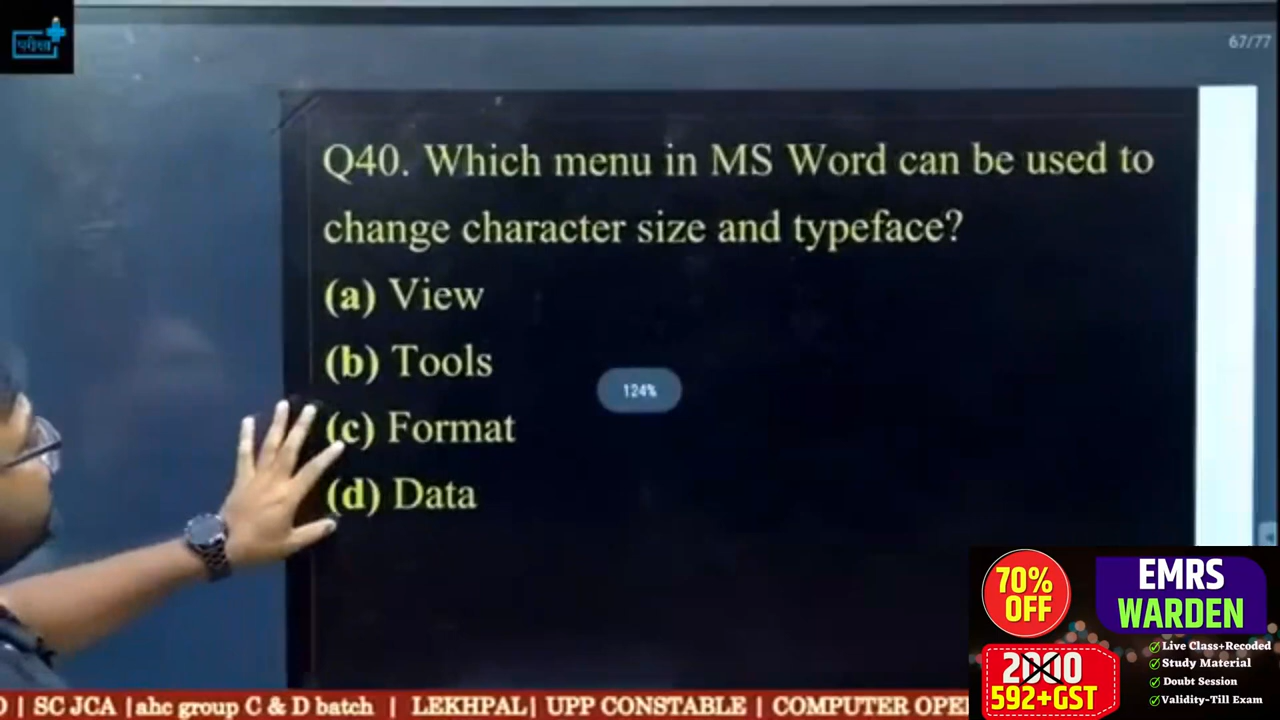 परीक्षा
67/77
Q40. Which menu in MS Word can be used to
change character size and typeface?
(a) View
(b) Tools
124%
(c) Format
(d) Data
70%
OFF
EMRS
WARDEN
2000
592+GST
Live Class+Recoded
Study Material
Doubt Session
Validity-Till Exam
| SC JCA | ahc group C & D batch | LEKHPAL| UPP CONSTABLE | COMPUTER OPE